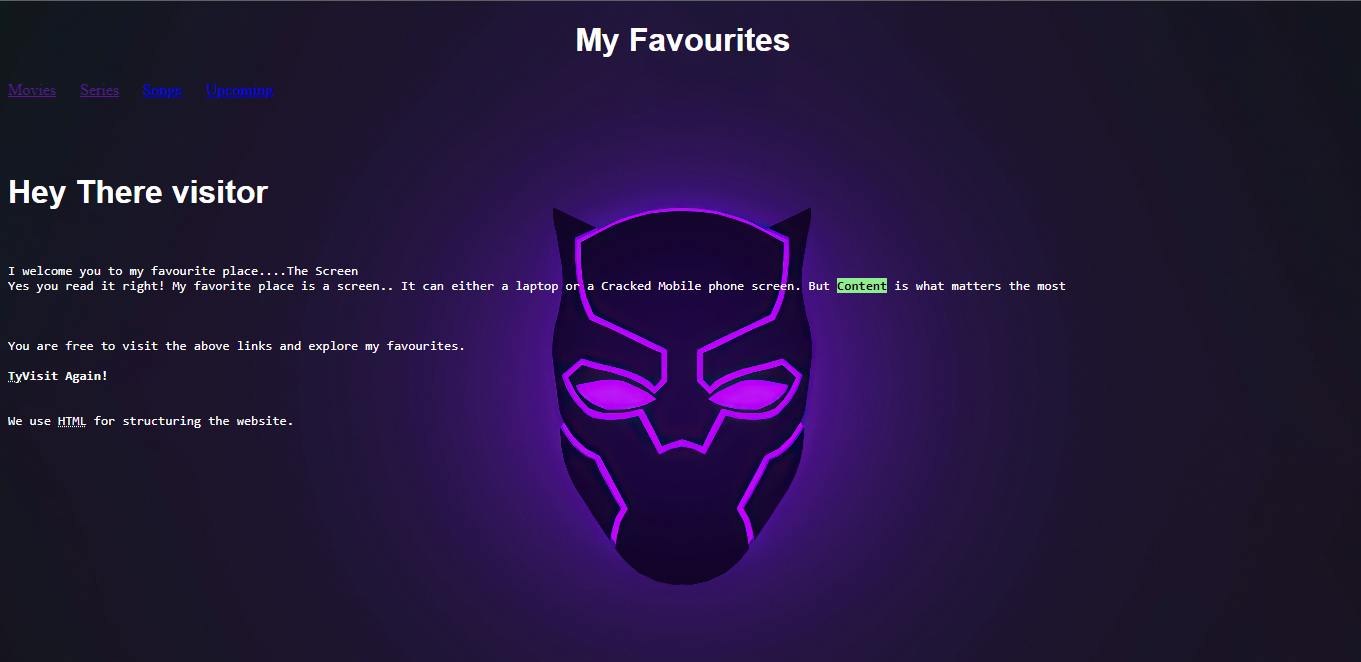 My Favourites
Movies Series Songs Upcoming
Hey There visitor
I welcome you to my favourite place....The Screen
Yes you read it right! My favorite place is a screen.. It can either a laptop or a Cracked Mobile phone screen. But Content is what matters the most
You are free to visit the above links and explore my favourites.
TyVisit Again!
We use HTML for structuring the website.